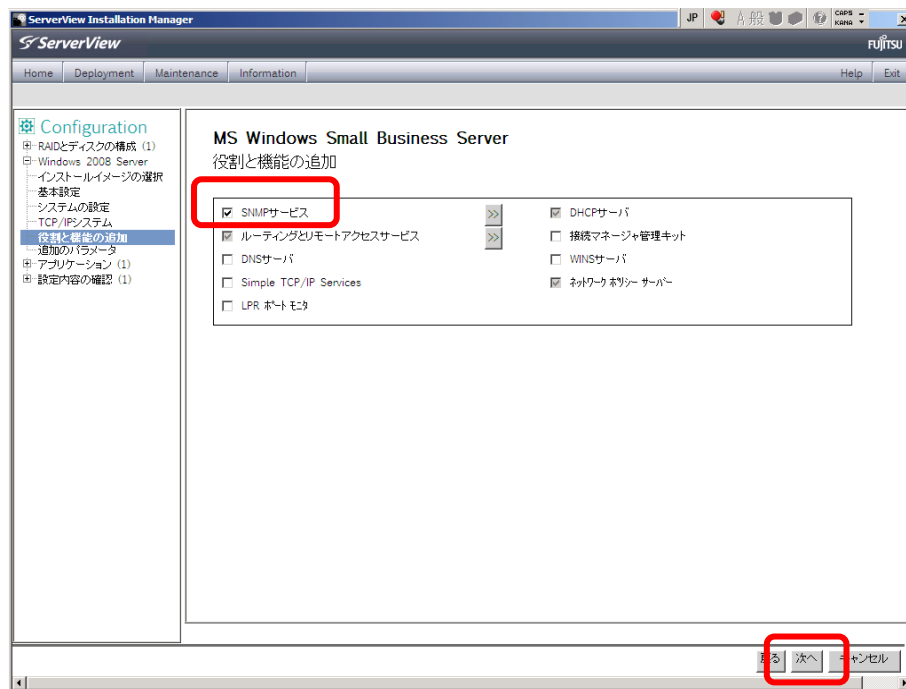 ServerView Installation Manager
JP A 般 CAPS KANA
ServerView
FUJITSU
Home Deployment Maintenance Information Help Exit
Configuration
RAIDとディスクの構成 (1)
Windows 2008 Server
インストールイメージの選択
基本設定
システムの設定
TCP/IPシステム
役割と機能の追加
追加のパラメータ
アプリケーション (1)
設定内容の確認 (1)
MS Windows Small Business Server
役割と機能の追加
SNMPサービス >> DHCPサーバ
ルーティングとリモートアクセスサービス >> 接続マネージャ管理キット
DNSサーバ WINSサーバ
Simple TCP/IP Services ネットワーク ポリシー サーバー
LPR ポート モニタ
戻る 次へ キャンセル